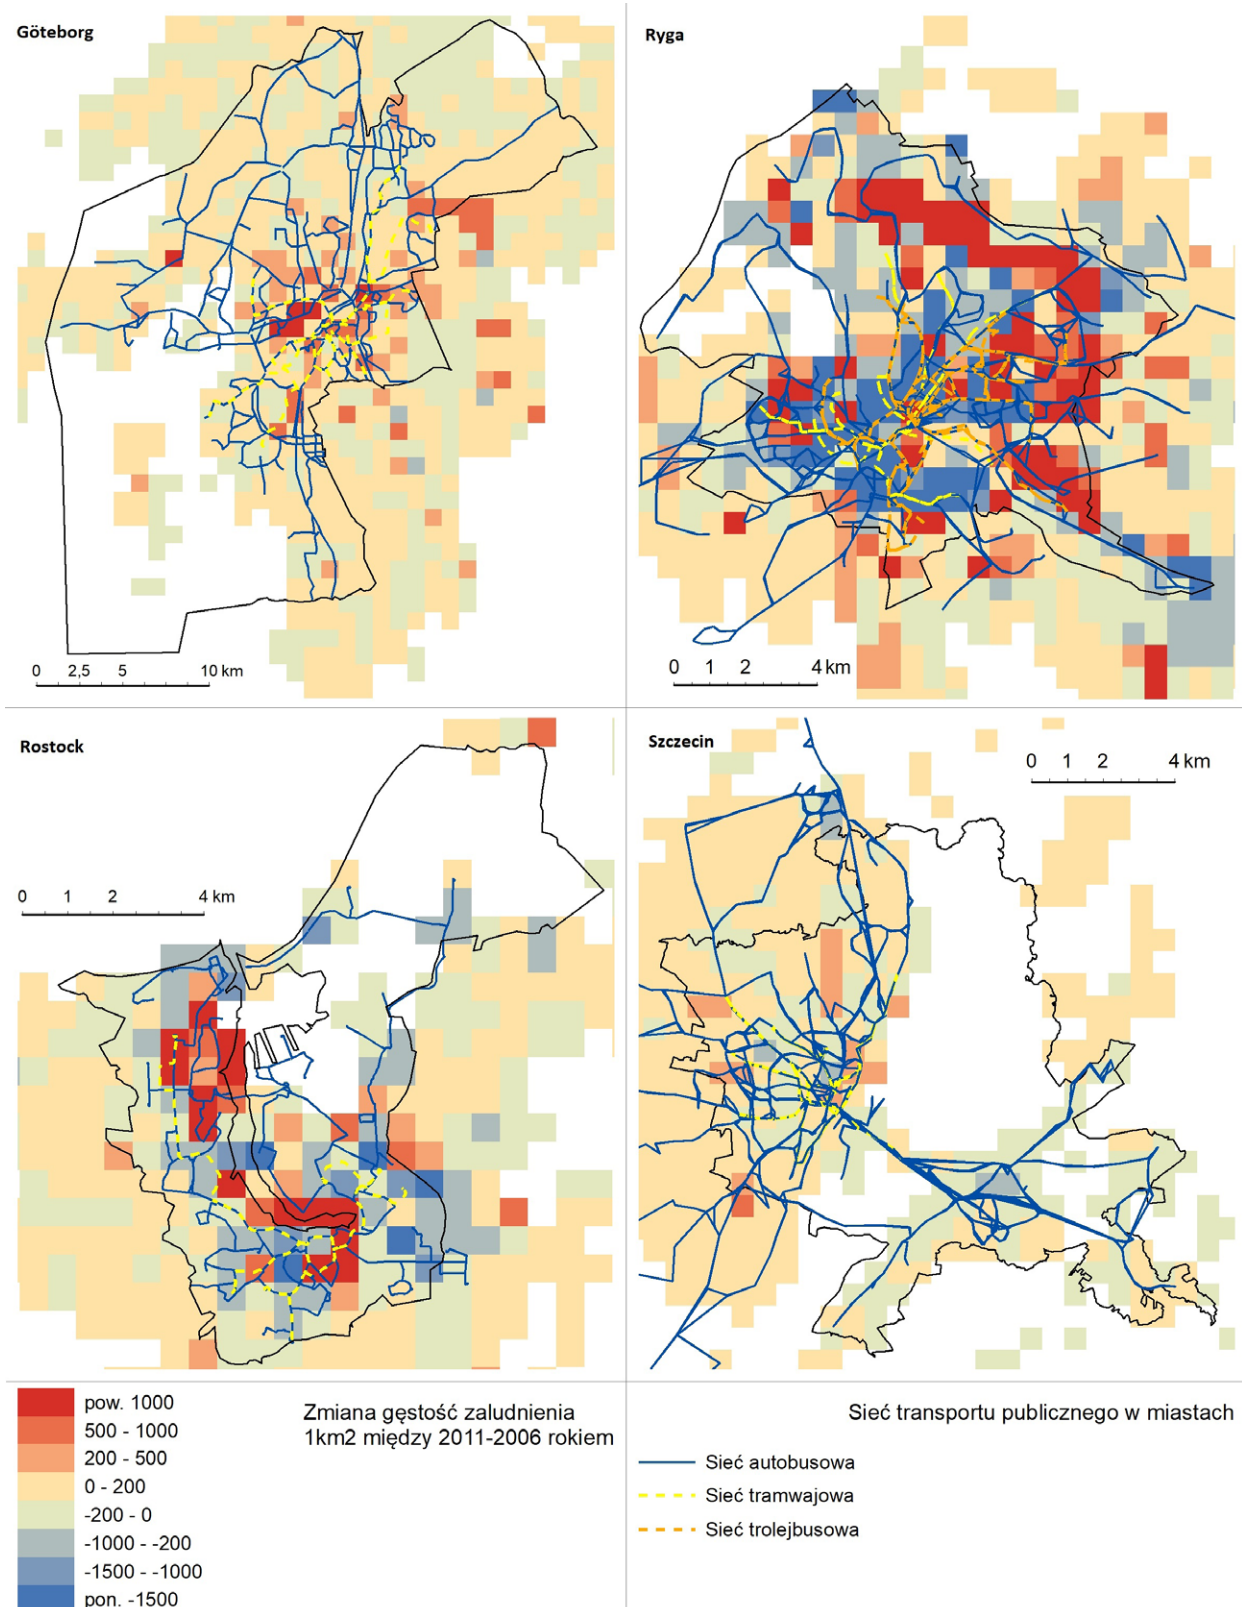 Göteborg
0 2,5 5 10 km
Ryga
0 1 2 4 km
Rostock
0 1 2 4 km
Szczecin
0 1 2 4 km
pow. 1000
500 - 1000
200 - 500
0 - 200
-200 - 0
-1000 - -200
-1500 - -1000
pon. -1500
Zmiana gęstość zaludnienia
1km2 między 2011-2006 rokiem
Sieć transportu publicznego w miastach
Sieć autobusowa
Sieć tramwajowa
Sieć trolejbusowa